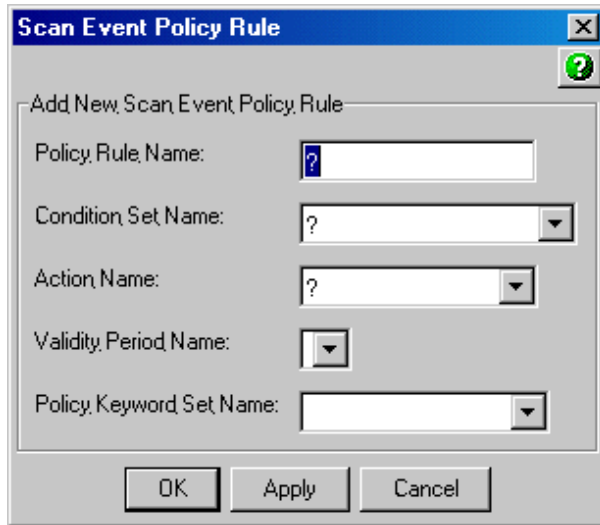 Scan Event Policy Rule
?
Add New Scan Event Policy Rule
Policy Rule Name:
?
Condition Set Name:
?
Action Name:
?
Validity Period Name:
Policy Keyword Set Name:
OK
Apply
Cancel